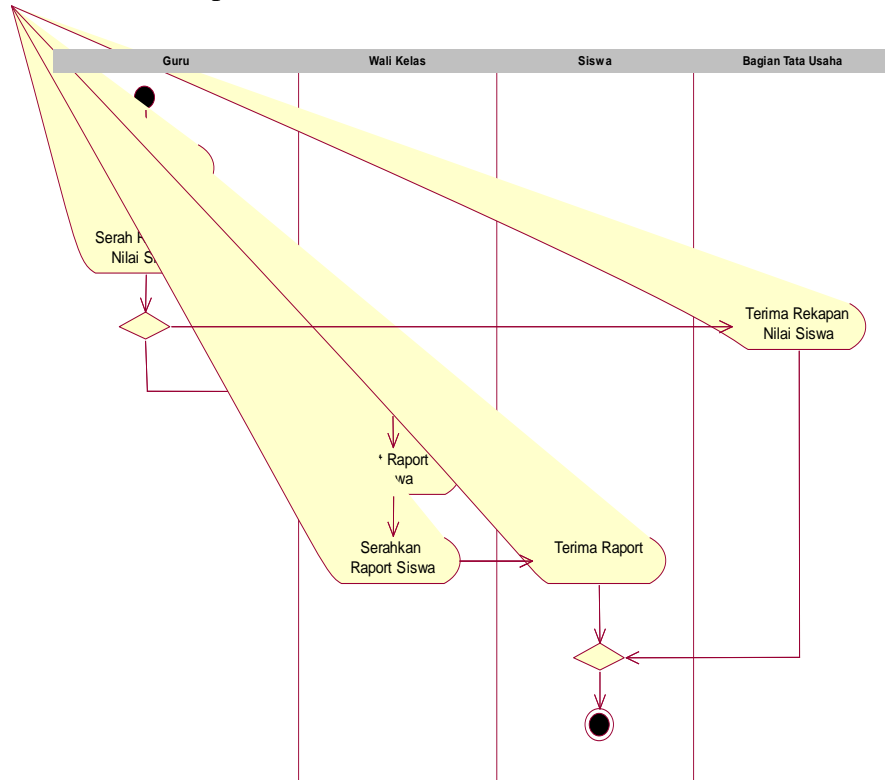 Guru
Wali Kelas
Siswa
Bagian Tata Usaha
Serah
Nilai
Terima Rekapan
Nilai Siswa
Raport
Serahkan
Raport Siswa
Terima Raport